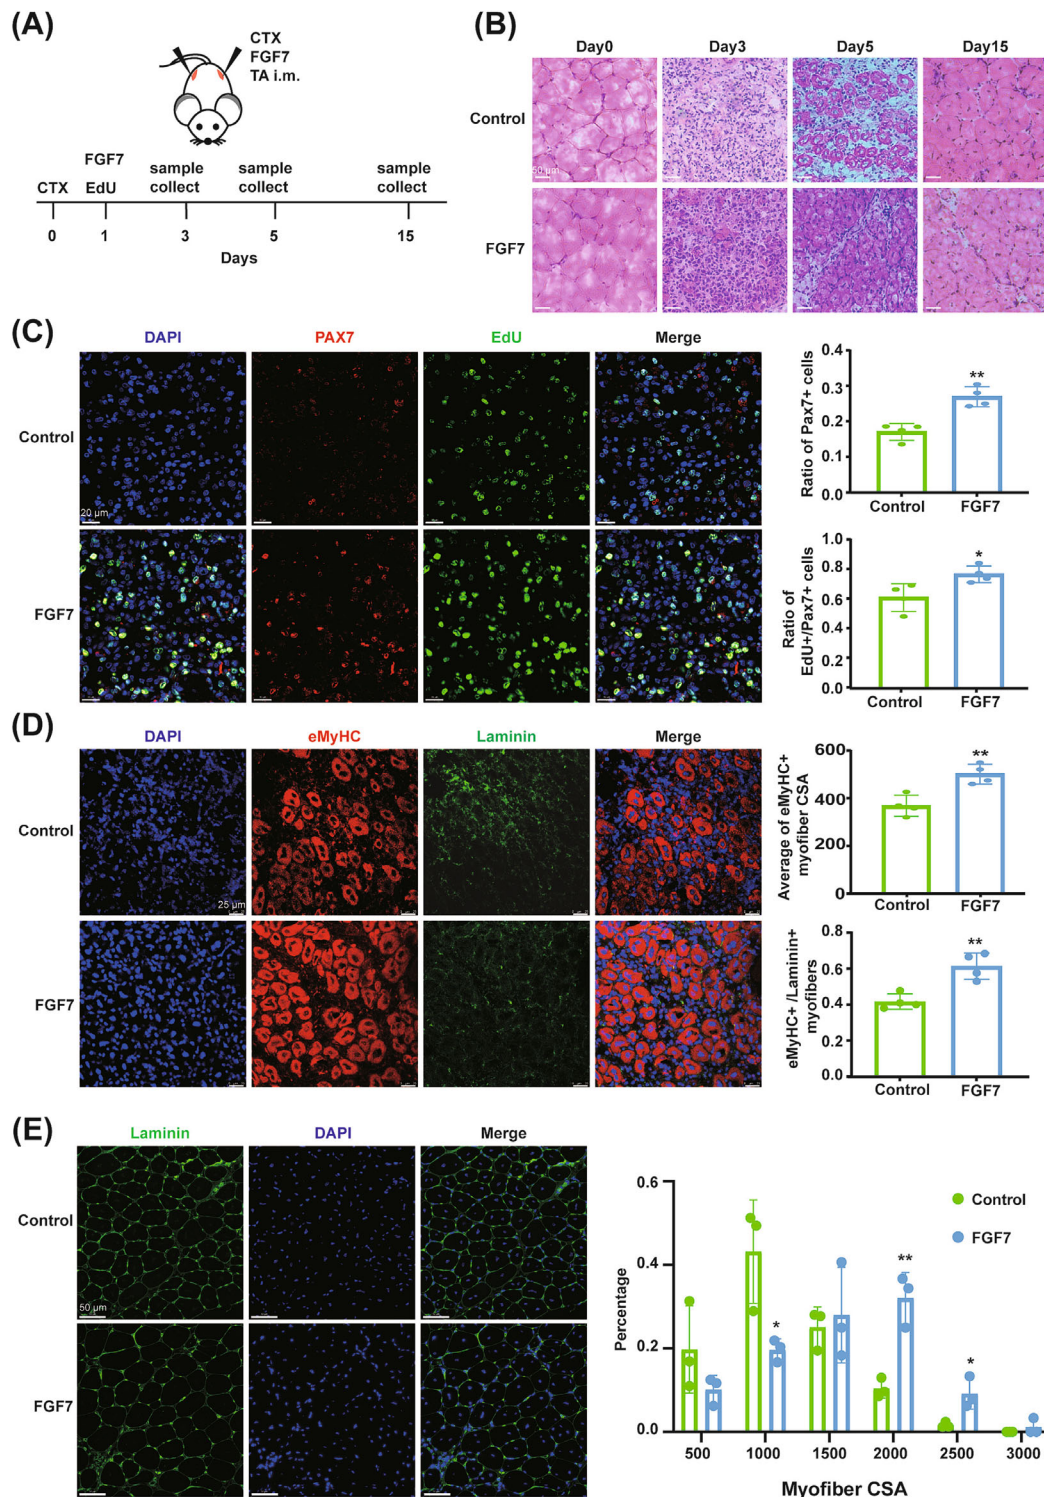 (A)
CTX
FGF7
TA i.m.
FGF7
CTX EdU sample collect sample collect sample collect
0 1 3 5 15
Days
(B)
Day0 Day3 Day5 Day15
Control
50 µm
FGF7
(C)
DAPI PAX7 EdU Merge
Control
20 µm
FGF7
Ratio of Pax7+ cells
0.4
0.3
0.2
0.1
0.0
**
Control FGF7
Ratio of
EdU+/Pax7+ cells
1.0
0.8
0.6
0.4
0.2
0.0
*
Control FGF7
(D)
DAPI eMyHC Laminin Merge
Control
25 µm
FGF7
Average of eMyHC+
myofiber CSA
600
400
200
0
**
Control FGF7
eMyHC+ /Laminin+
myofibers
0.8
0.6
0.4
0.2
0.0
**
Control FGF7
(E)
Laminin DAPI Merge
Control
50 µm
FGF7
Percentage
0.6
0.4
0.2
0.0
* ** *
Control
FGF7
500 1000 1500 2000 2500 3000
Myofiber CSA